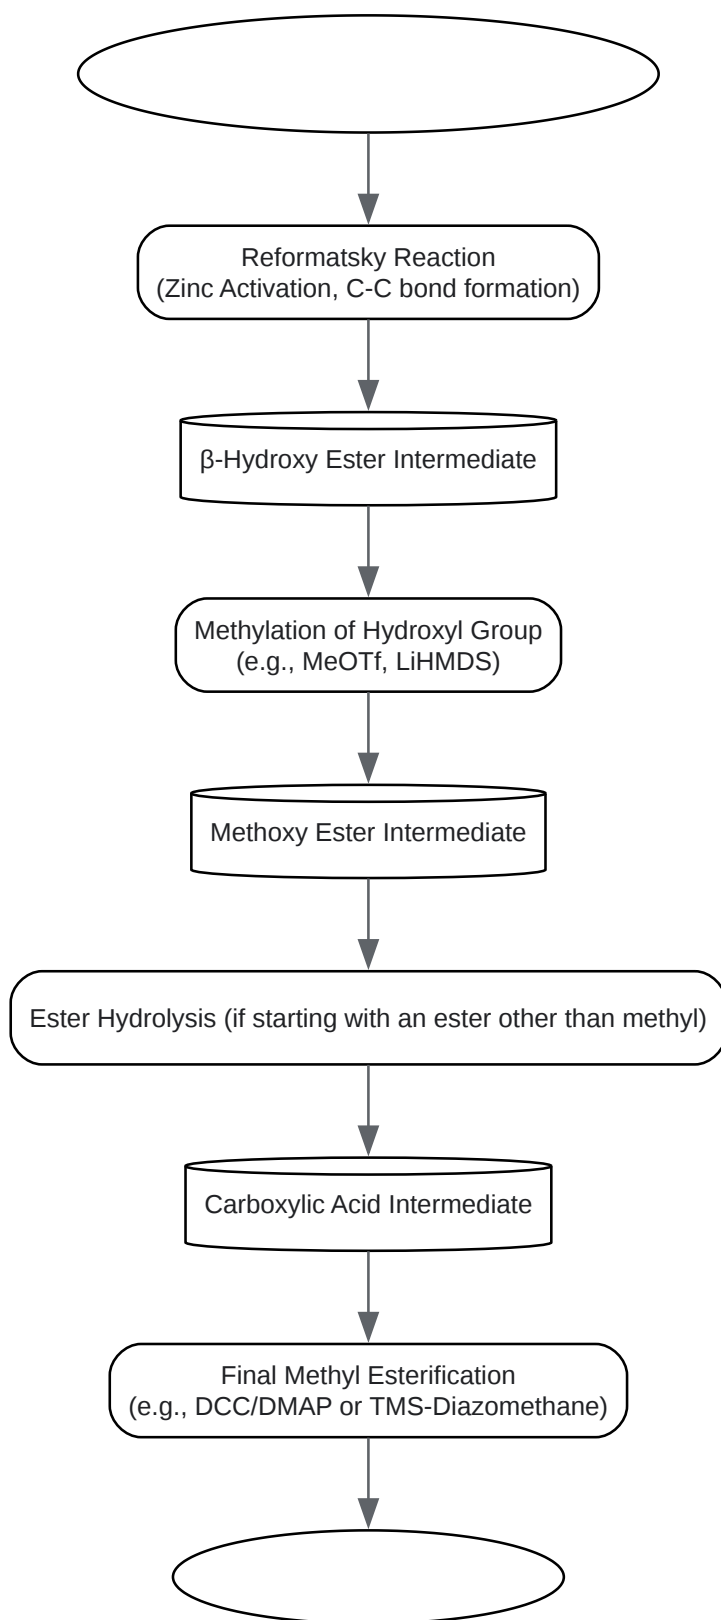 Reformatsky Reaction
(Zinc Activation, C-C bond formation)
β-Hydroxy Ester Intermediate
Methylation of Hydroxyl Group
(e.g., MeOTf, LiHMDS)
Methoxy Ester Intermediate
Ester Hydrolysis (if starting with an ester other than methyl)
Carboxylic Acid Intermediate
Final Methyl Esterification
(e.g., DCC/DMAP or TMS-Diazomethane)